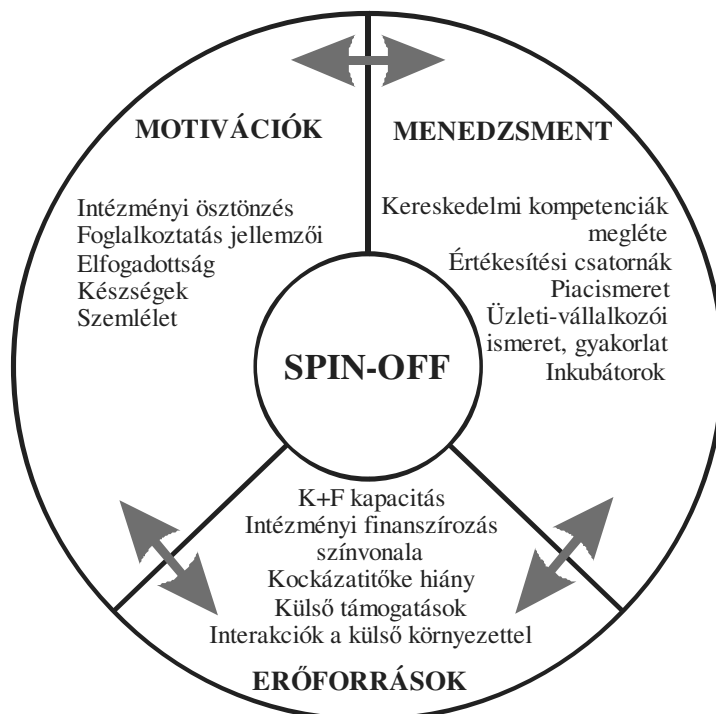 MOTIVÁCIÓK
Intézményi ösztönzés
Foglalkoztatás jellemzői
Elfogadottság
Készségek
Szemlélet
MENEDZSMENT
Kereskedelmi kompetenciák
megléte
Értékesítési csatornák
Piacismeret
Üzleti-vállalkozói
ismeret, gyakorlat
Inkubátorok
SPIN-OFF
K+F kapacitás
Intézményi finanszírozás
színvonala
Kockázatitőke hiány
Külső támogatások
Interakciók a külső környezettel
ERŐFORRÁSOK